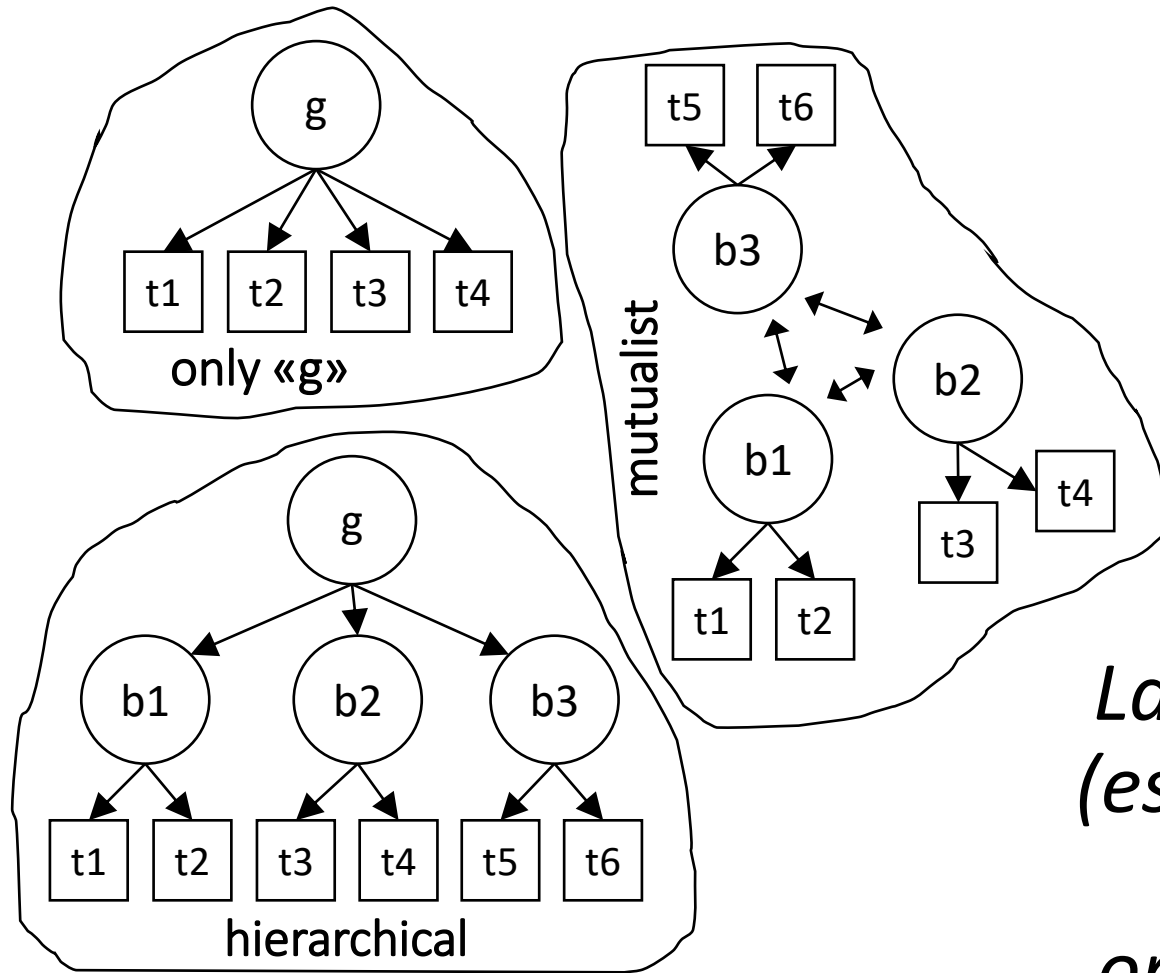 g
t1 t2 t3 t4
only «g»
t5 t6
b3
b2
b1
t4
t3
t1 t2
mutualist
g
b1 b2 b3
t1 t2 t3 t4 t5 t6
hierarchical